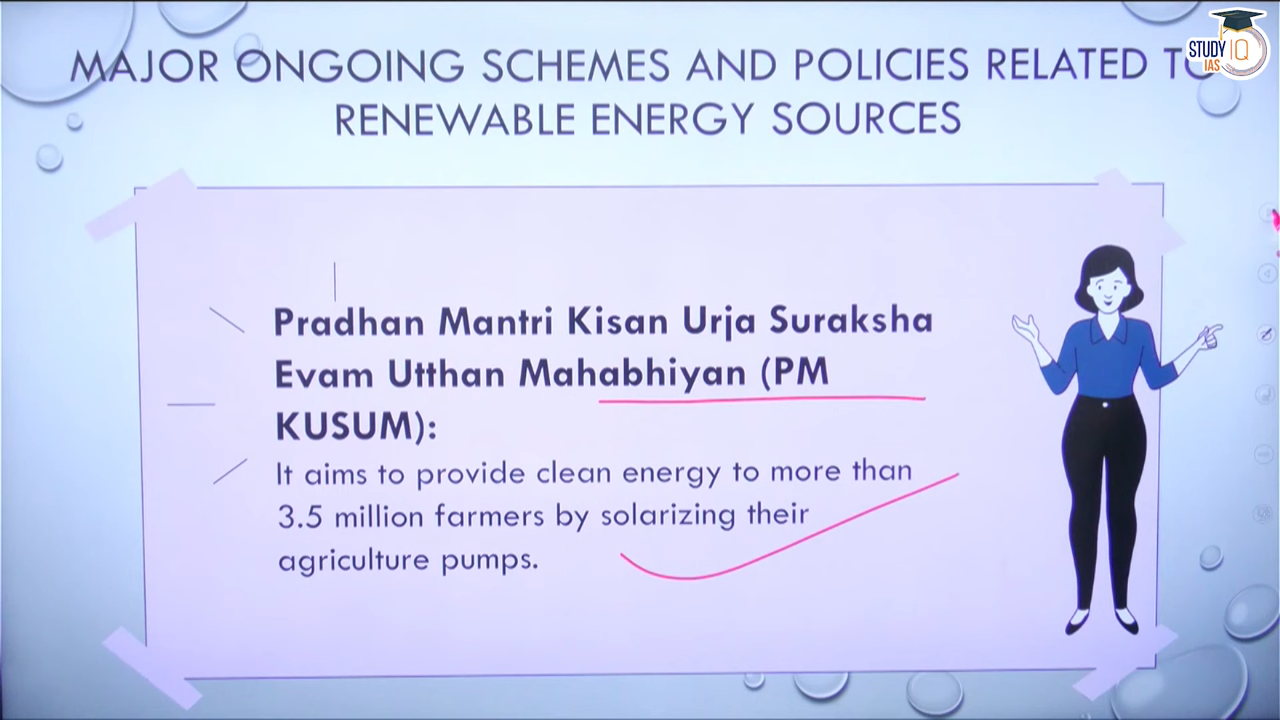 MAJOR ONGOING SCHEMES AND POLICIES RELATED TO
RENEWABLE ENERGY SOURCES
STUDY IQ
IAS
Pradhan Mantri Kisan Urja Suraksha
Evam Utthan Mahabhiyan (PM
KUSUM):
It aims to provide clean energy to more than
3.5 million farmers by solarizing their
agriculture pumps.